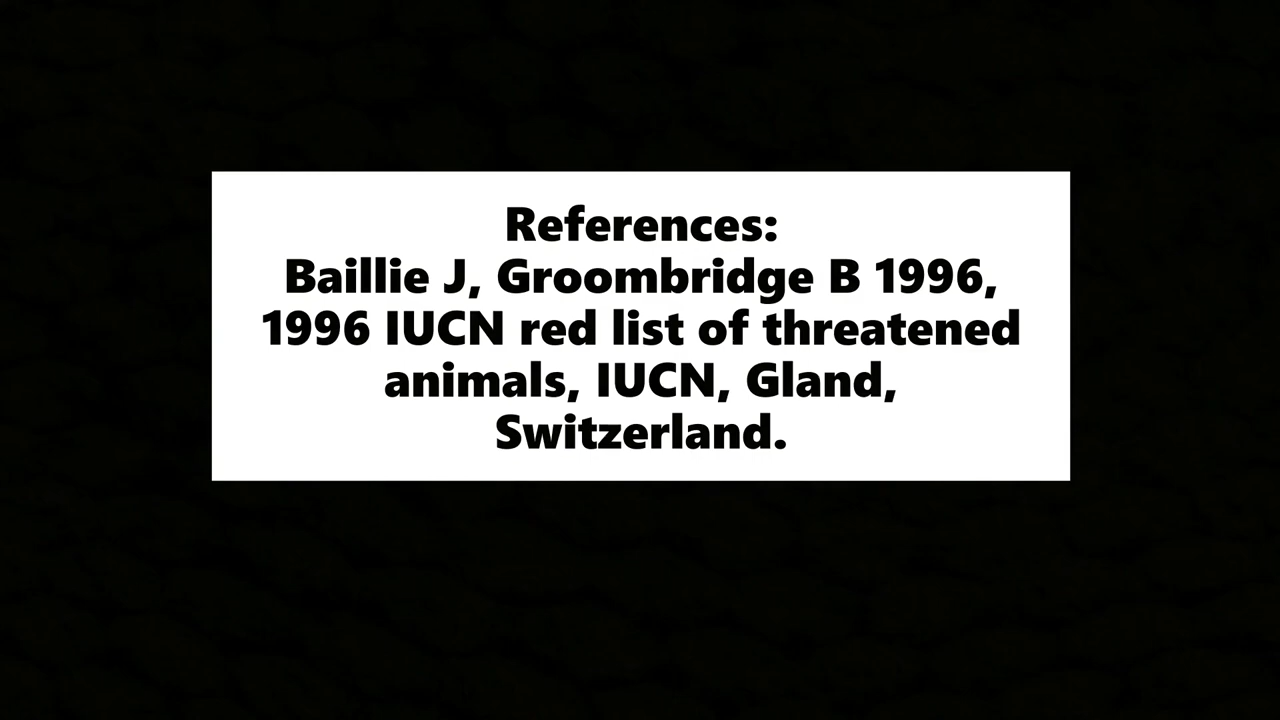 References:
Baillie J, Groombridge B 1996,
1996 IUCN red list of threatened
animals, IUCN, Gland,
Switzerland.